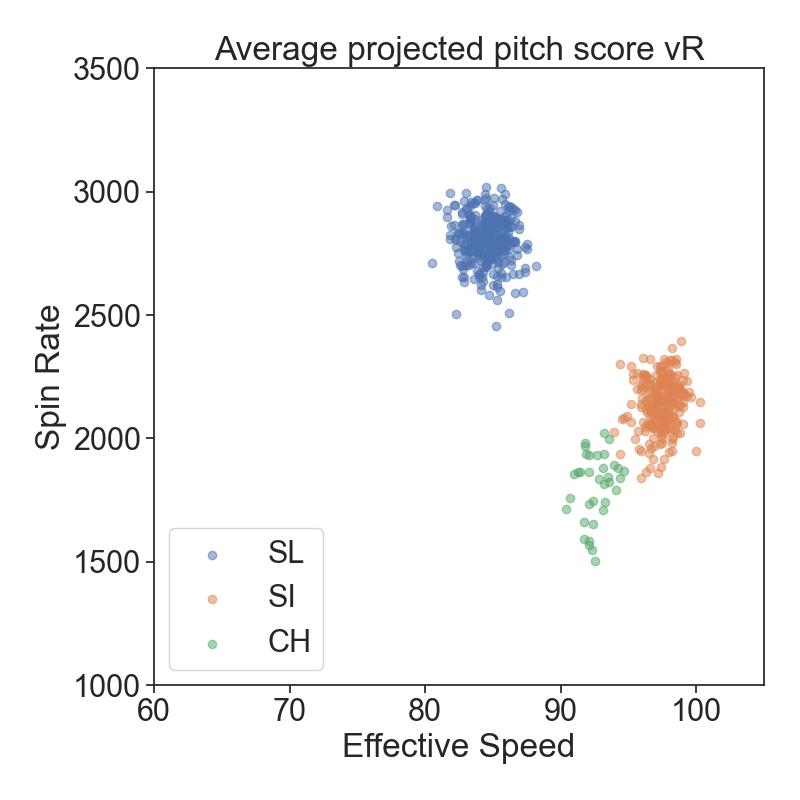 Average projected pitch score vR
3500
3000
2500
2000
1500
1000
Spin Rate
SL
SI
CH
60 70 80 90 100
Effective Speed